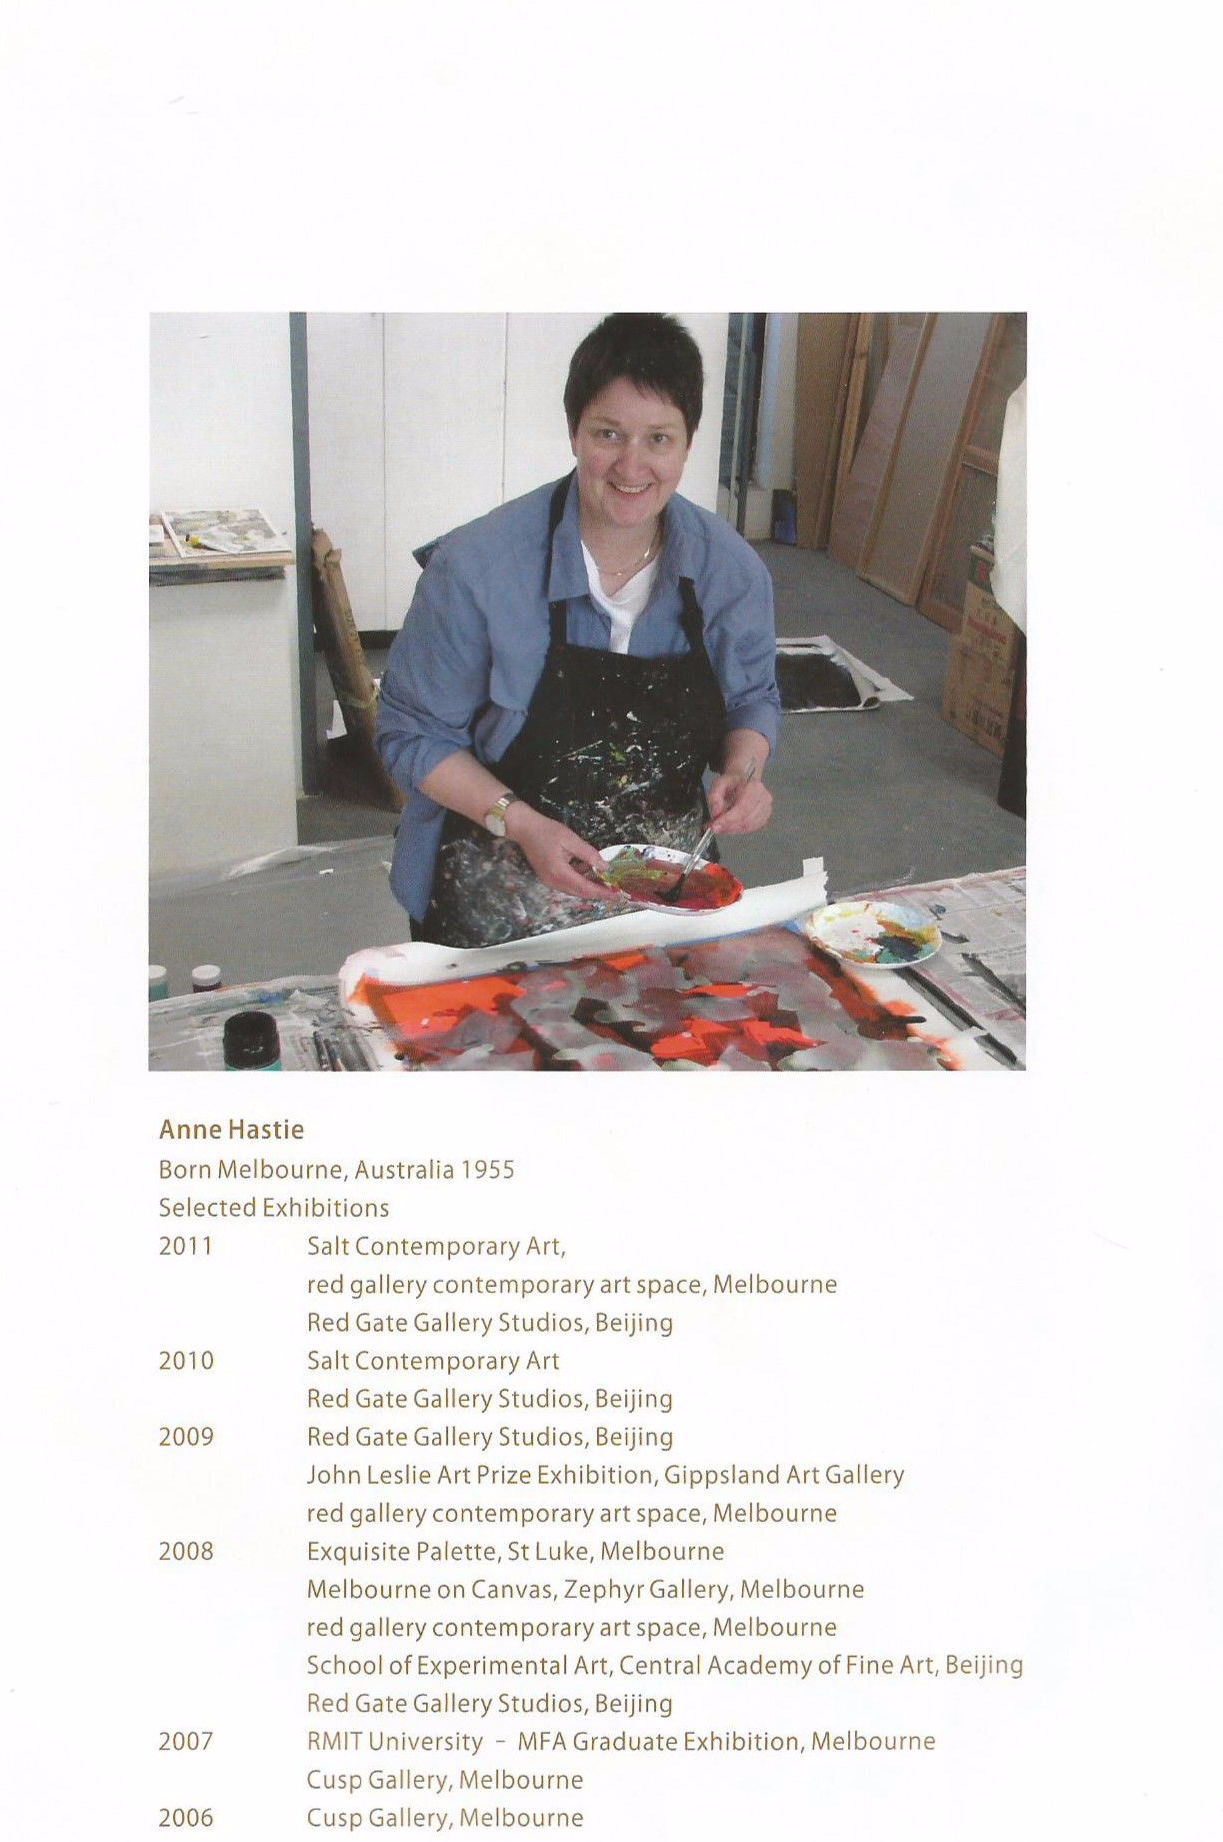 Anne Hastie
Born Melbourne, Australia 1955
Selected Exhibitions
2011 Salt Contemporary Art,
red gallery contemporary art space, Melbourne
Red Gate Gallery Studios, Beijing
2010 Salt Contemporary Art
Red Gate Gallery Studios, Beijing
2009 Red Gate Gallery Studios, Beijing
John Leslie Art Prize Exhibition, Gippsland Art Gallery
red gallery contemporary art space, Melbourne
2008 Exquisite Palette, St Luke, Melbourne
Melbourne on Canvas, Zephyr Gallery, Melbourne
red gallery contemporary art space, Melbourne
School of Experimental Art, Central Academy of Fine Art, Beijing
Red Gate Gallery Studios, Beijing
2007 RMIT University – MFA Graduate Exhibition, Melbourne
Cusp Gallery, Melbourne
2006 Cusp Gallery, Melbourne